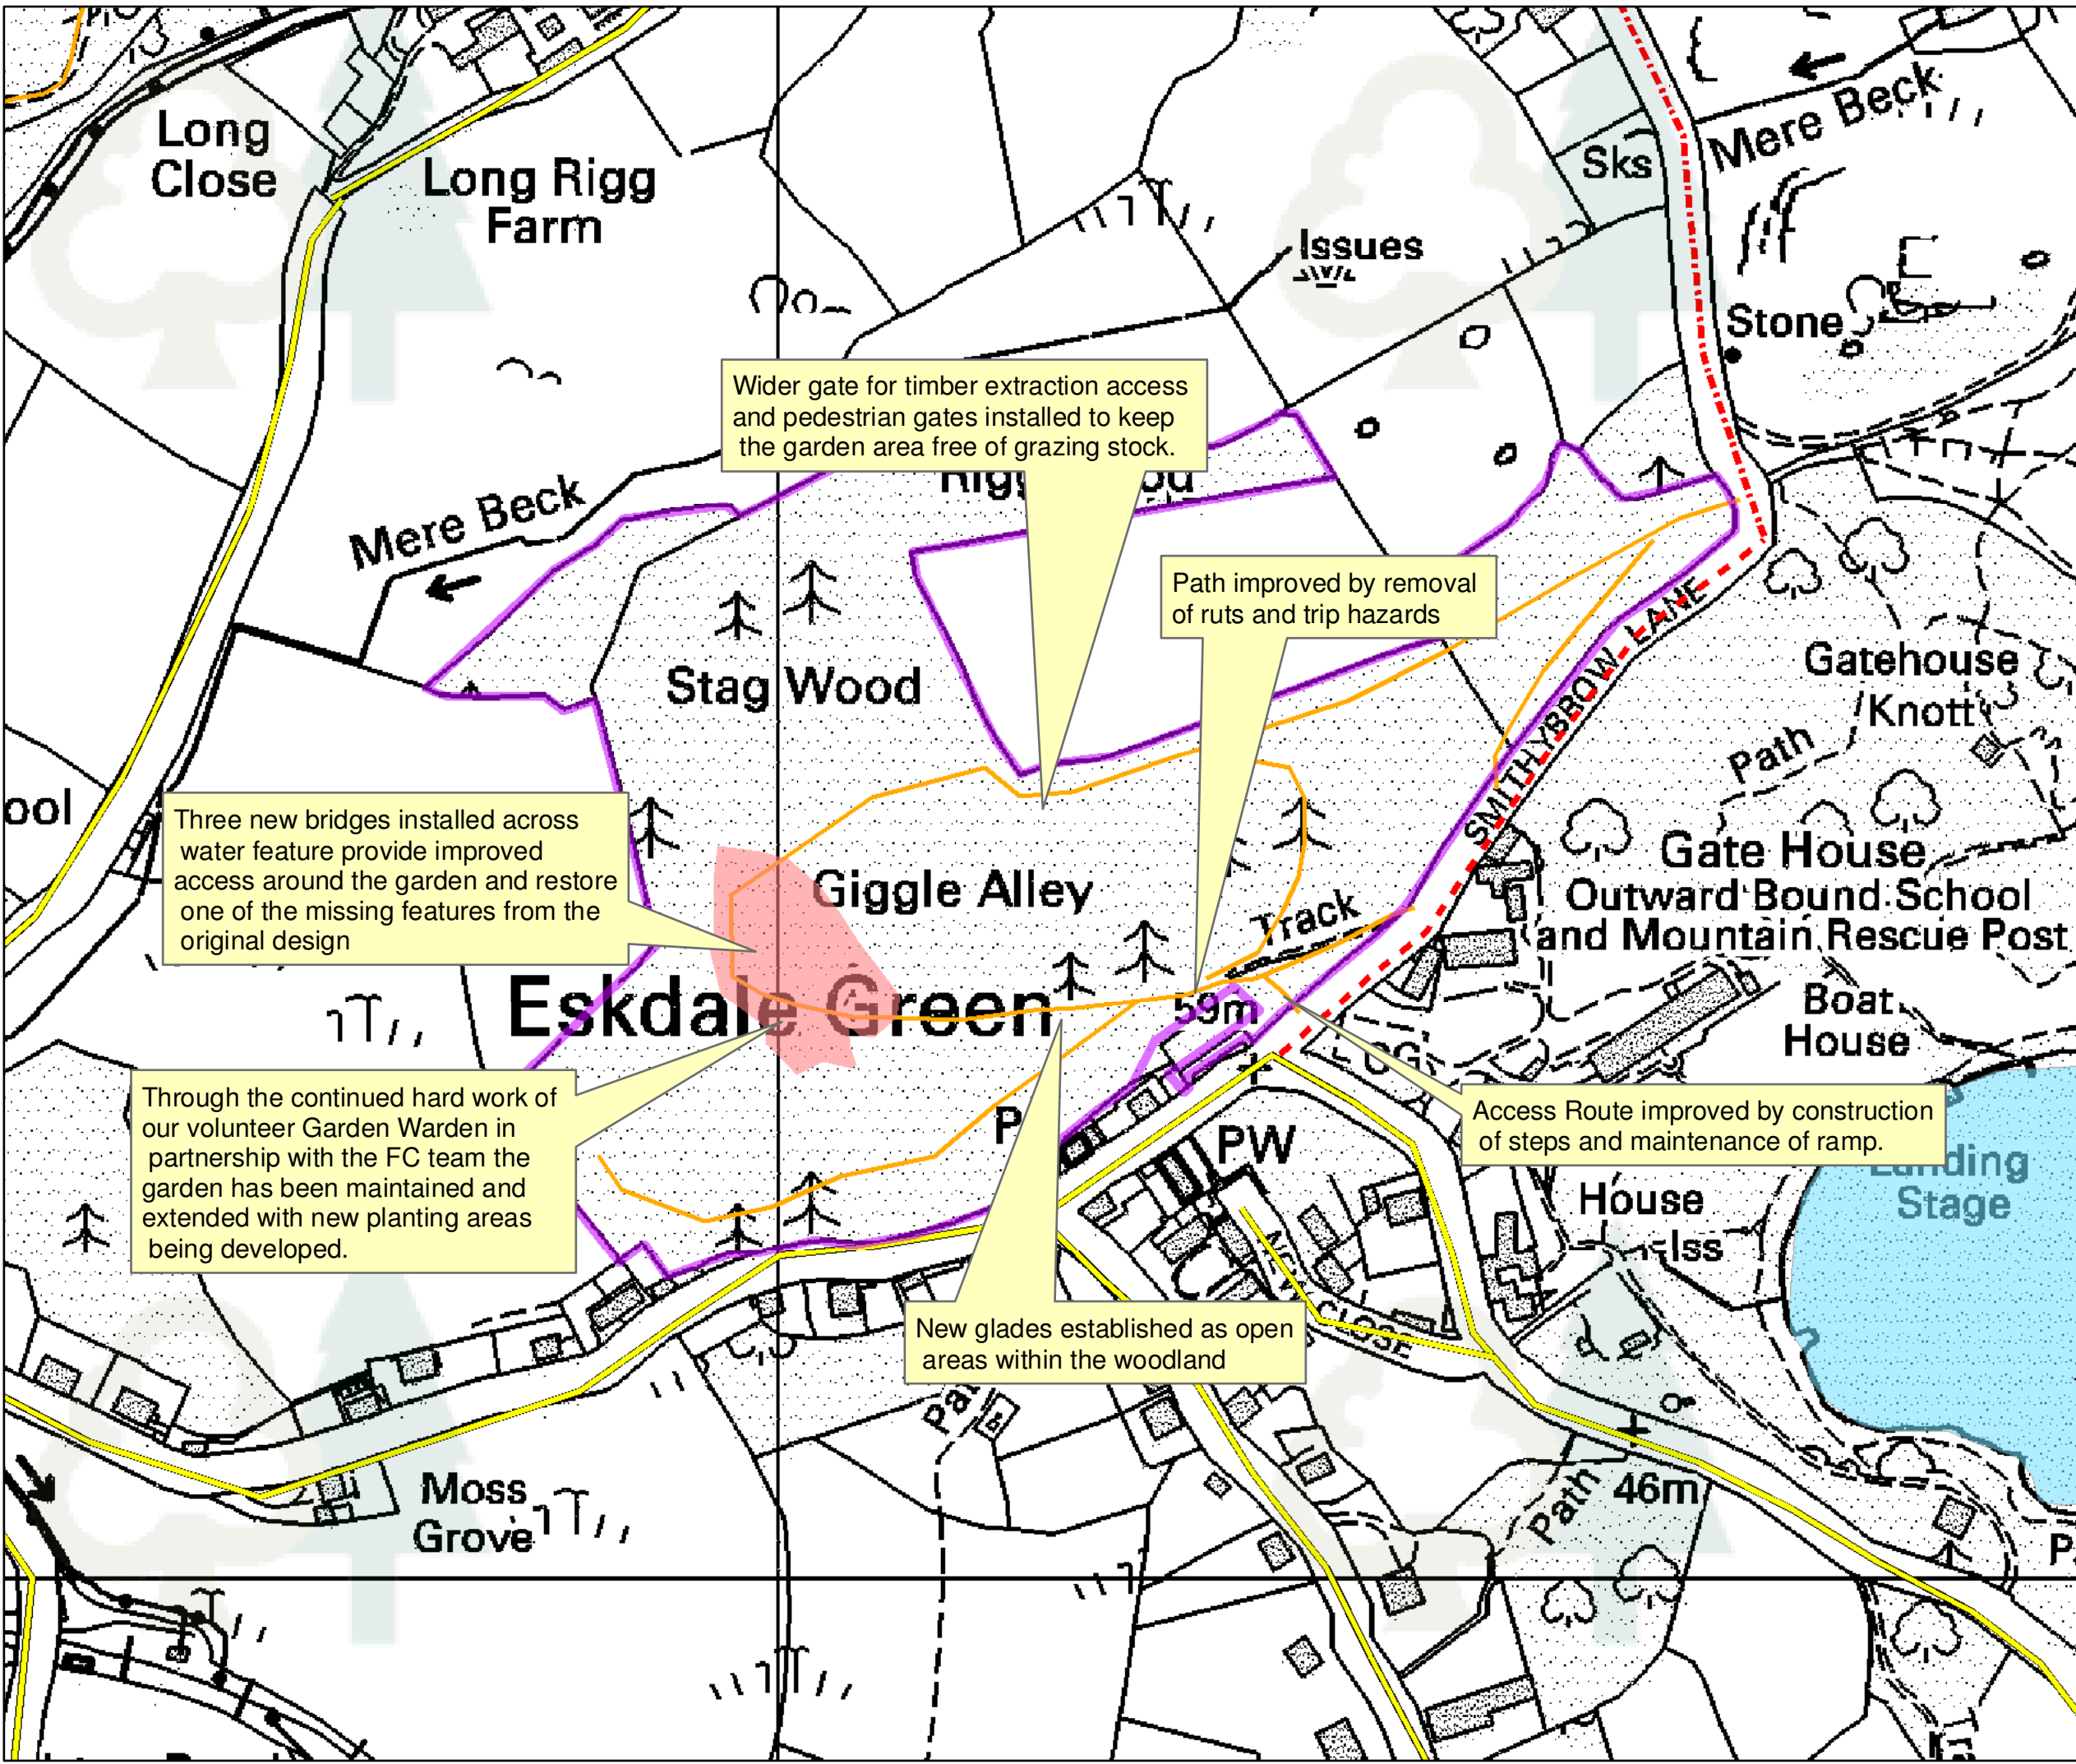 Long
Close
Long Rigg
Farm
Mere Beck
Sks
Issues
Stone
Wider gate for timber extraction access
and pedestrian gates installed to keep
the garden area free of grazing stock.
Mere Beck
Path improved by removal
of ruts and trip hazards
Stag Wood
SMITHYBROW LANE
Gatehouse
Knott
Path
ool
Three new bridges installed across
water feature provide improved
access around the garden and restore
one of the missing features from the
original design
Giggle Alley
Track
Gate House
Outward Bound School
and Mountain Rescue Post
Eskdale Green
59m
Boat
House
CG
Through the continued hard work of
our volunteer Garden Warden in
partnership with the FC team the
garden has been maintained and
extended with new planting areas
being developed.
P
PW
Access Route improved by construction
of steps and maintenance of ramp.
Landing
Stage
House
Iss
CLOSE
New glades established as open
areas within the woodland
Moss
Grove
Path
46m
P